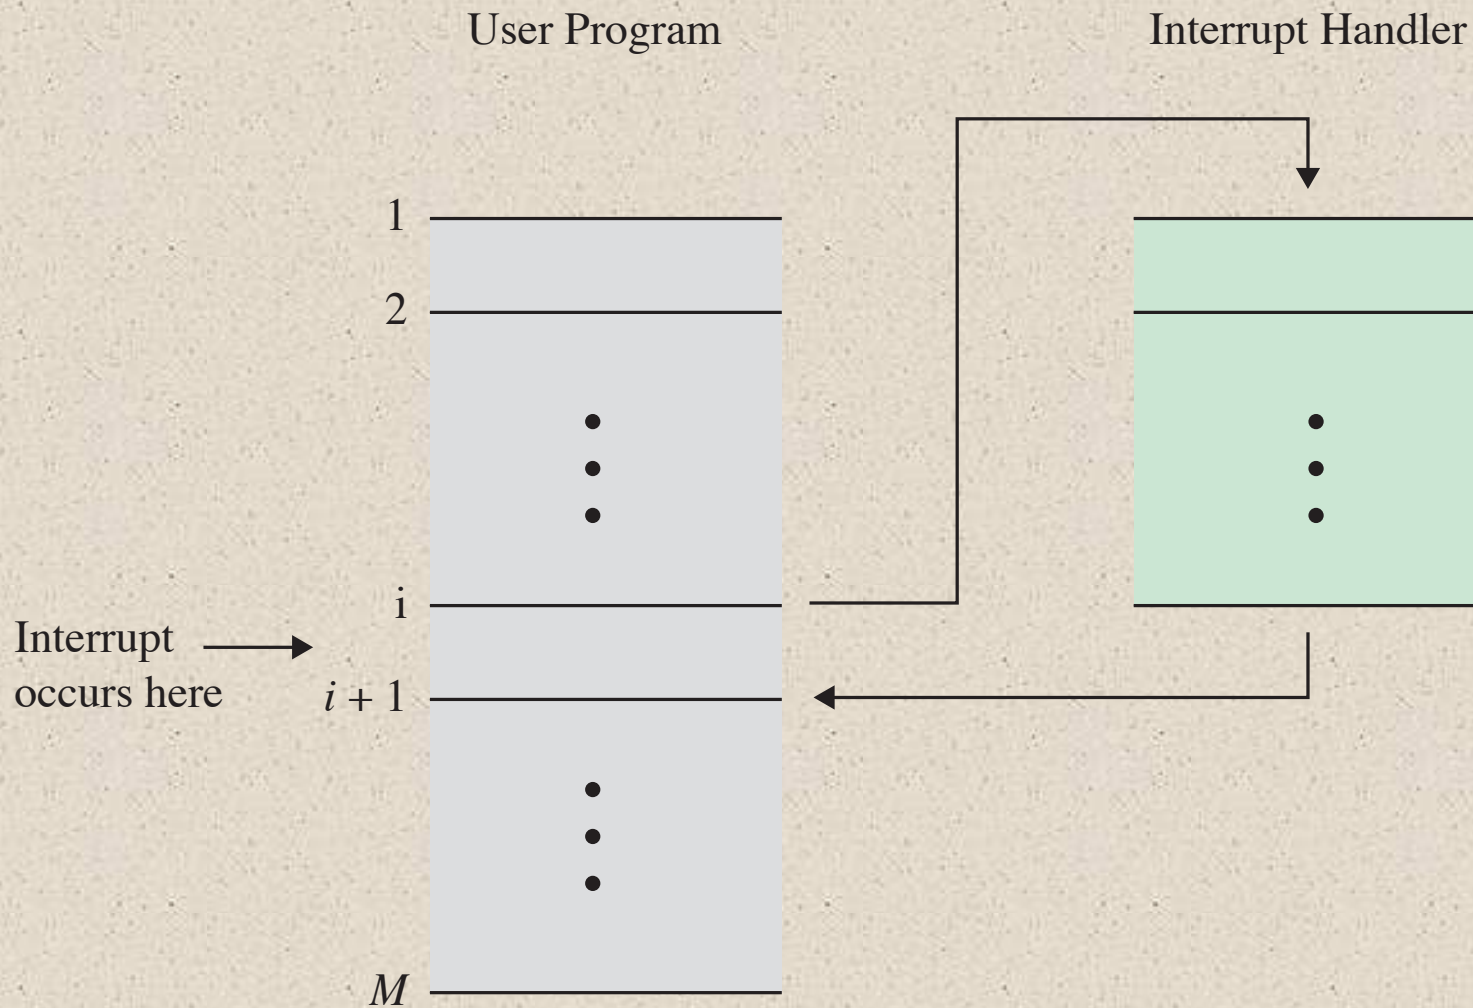 User Program
Interrupt Handler
1
2
i
Interrupt
occurs here
i + 1
M